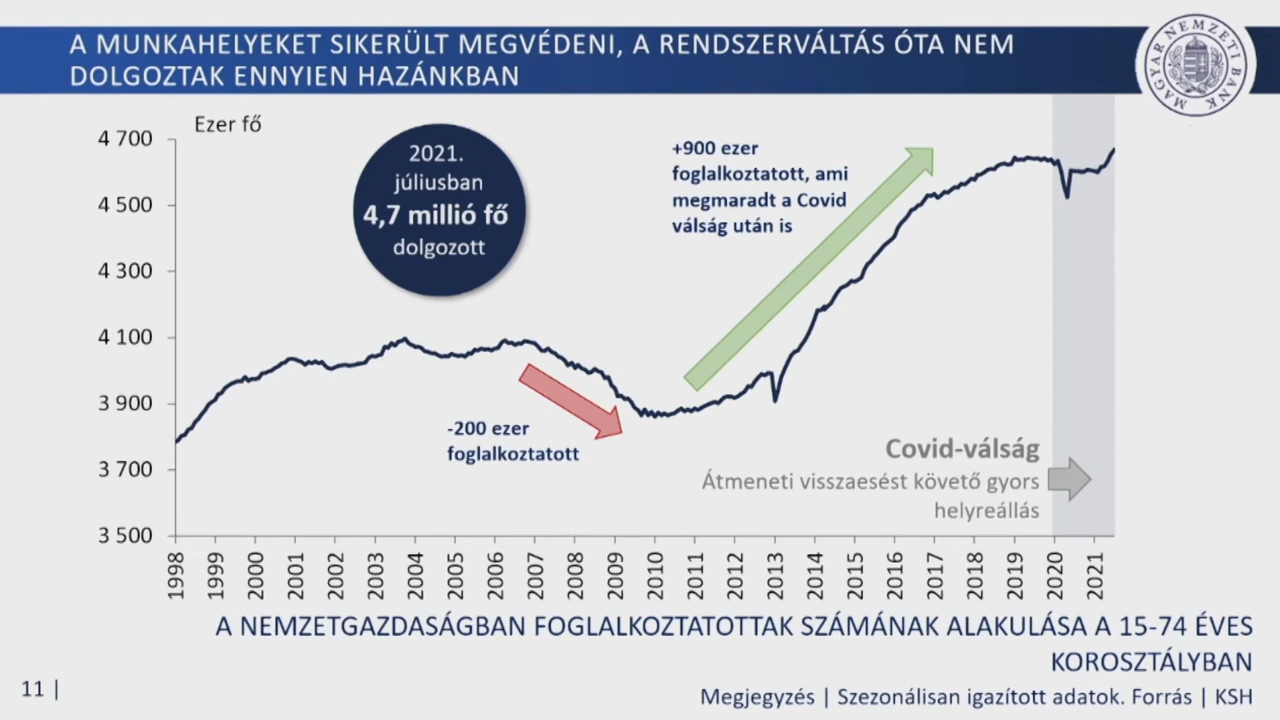 A MUNKAHELYEKET SIKERÜLT MEGVÉDENI, A RENDSZERVÁLTÁS ÓTA NEM
DOLGOZTAK ENNYIEN HAZÁNKBAN
MAGYAR NEMZETI BANK
Ezer fő
4 700
4 500
4 300
4 100
3 900
3 700
3 500
2021.
júliusban
4,7 millió fő
dolgozott
+900 ezer
foglalkoztatott, ami
megmaradt a Covid
válság után is
-200 ezer
foglalkoztatott
Covid-válság
Átmeneti visszaesést követő gyors
helyreállás
1998
1999
2000
2001
2002
2003
2004
2005
2006
2007
2008
2009
2010
2011
2012
2013
2014
2015
2016
2017
2018
2019
2020
2021
A NEMZETGAZDASÁGBAN FOGLALKOZTATOTTAK SZÁMÁNAK ALAKULÁSA A 15-74 ÉVES
KOROSZTÁLYBAN
11 |
Megjegyzés | Szezonálisan igazított adatok. Forrás | KSH